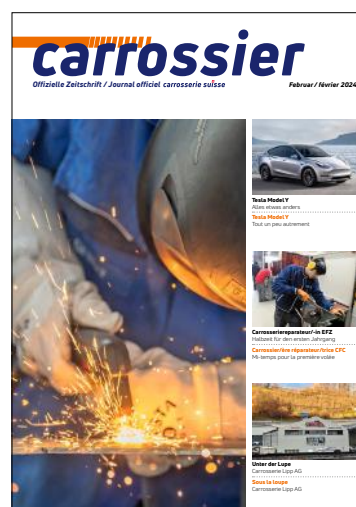 carrossier
Offizielle Zeitschrift / Journal officiel carrosserie suisse
Februar / février 2024
Tesla Model Y
Alles etwas anders
Tesla Model Y
Tout un peu autrement
Carrosseriereparateur/-in EFZ
Halbzeit für den ersten Jahrgang
Carrossier/ère réparateur/trice CFC
Mi-temps pour la première volée
Unter der Lupe
Carrosserie Lipp AG
Sous la loupe
Carrosserie Lipp AG